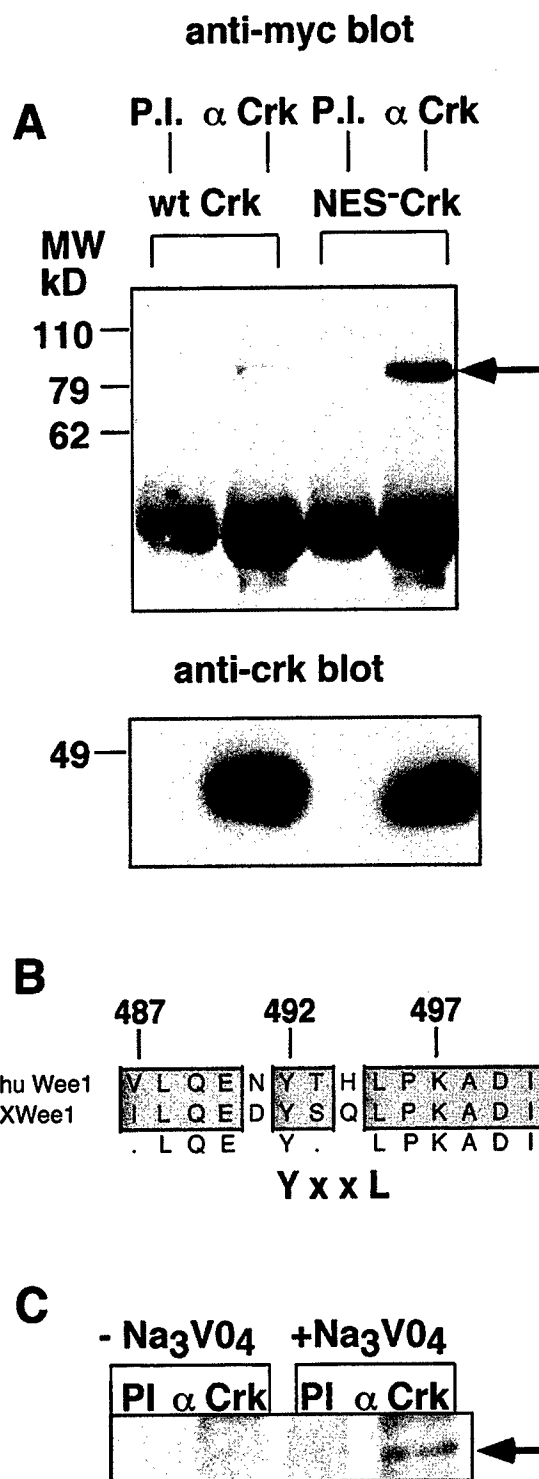 anti-myc blot
A
P.I. α Crk P.I. α Crk
wt Crk NES⁻Crk
MW
kD
110
79
62
anti-crk blot
49
B
487 492 497
hu Wee1 V L Q E N Y T H L P K A D I
XWee1 I L Q E D Y S Q L P K A D I
. L Q E Y . L P K A D I
Y x x L
C
- Na₃V0₄ +Na₃V0₄
PI α Crk PI α Crk